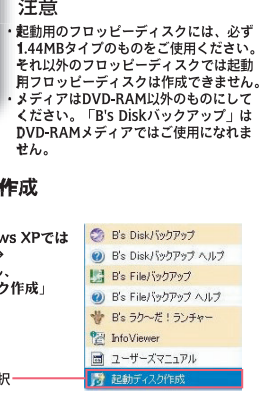 注意
・起動用のフロッピーディスクには、必ず
1.44MBタイプのものをご使用ください。
それ以外のフロッピーディスクでは起動
用フロッピーディスクは作成できません。
・メディアはDVD-RAM以外のものにして
ください。「B's Diskバックアップ」は
DVD-RAMメディアではご使用になれま
せん。
作成
ws XPでは
B's Diskバックアップ
B's Diskバックアップ ヘルプ
ク作成」
B's Fileバックアップ
B's Fileバックアップ ヘルプ
B's ラク～だ！ランチャー
InfoViewer
ユーザーズマニュアル
択
起動ディスク作成